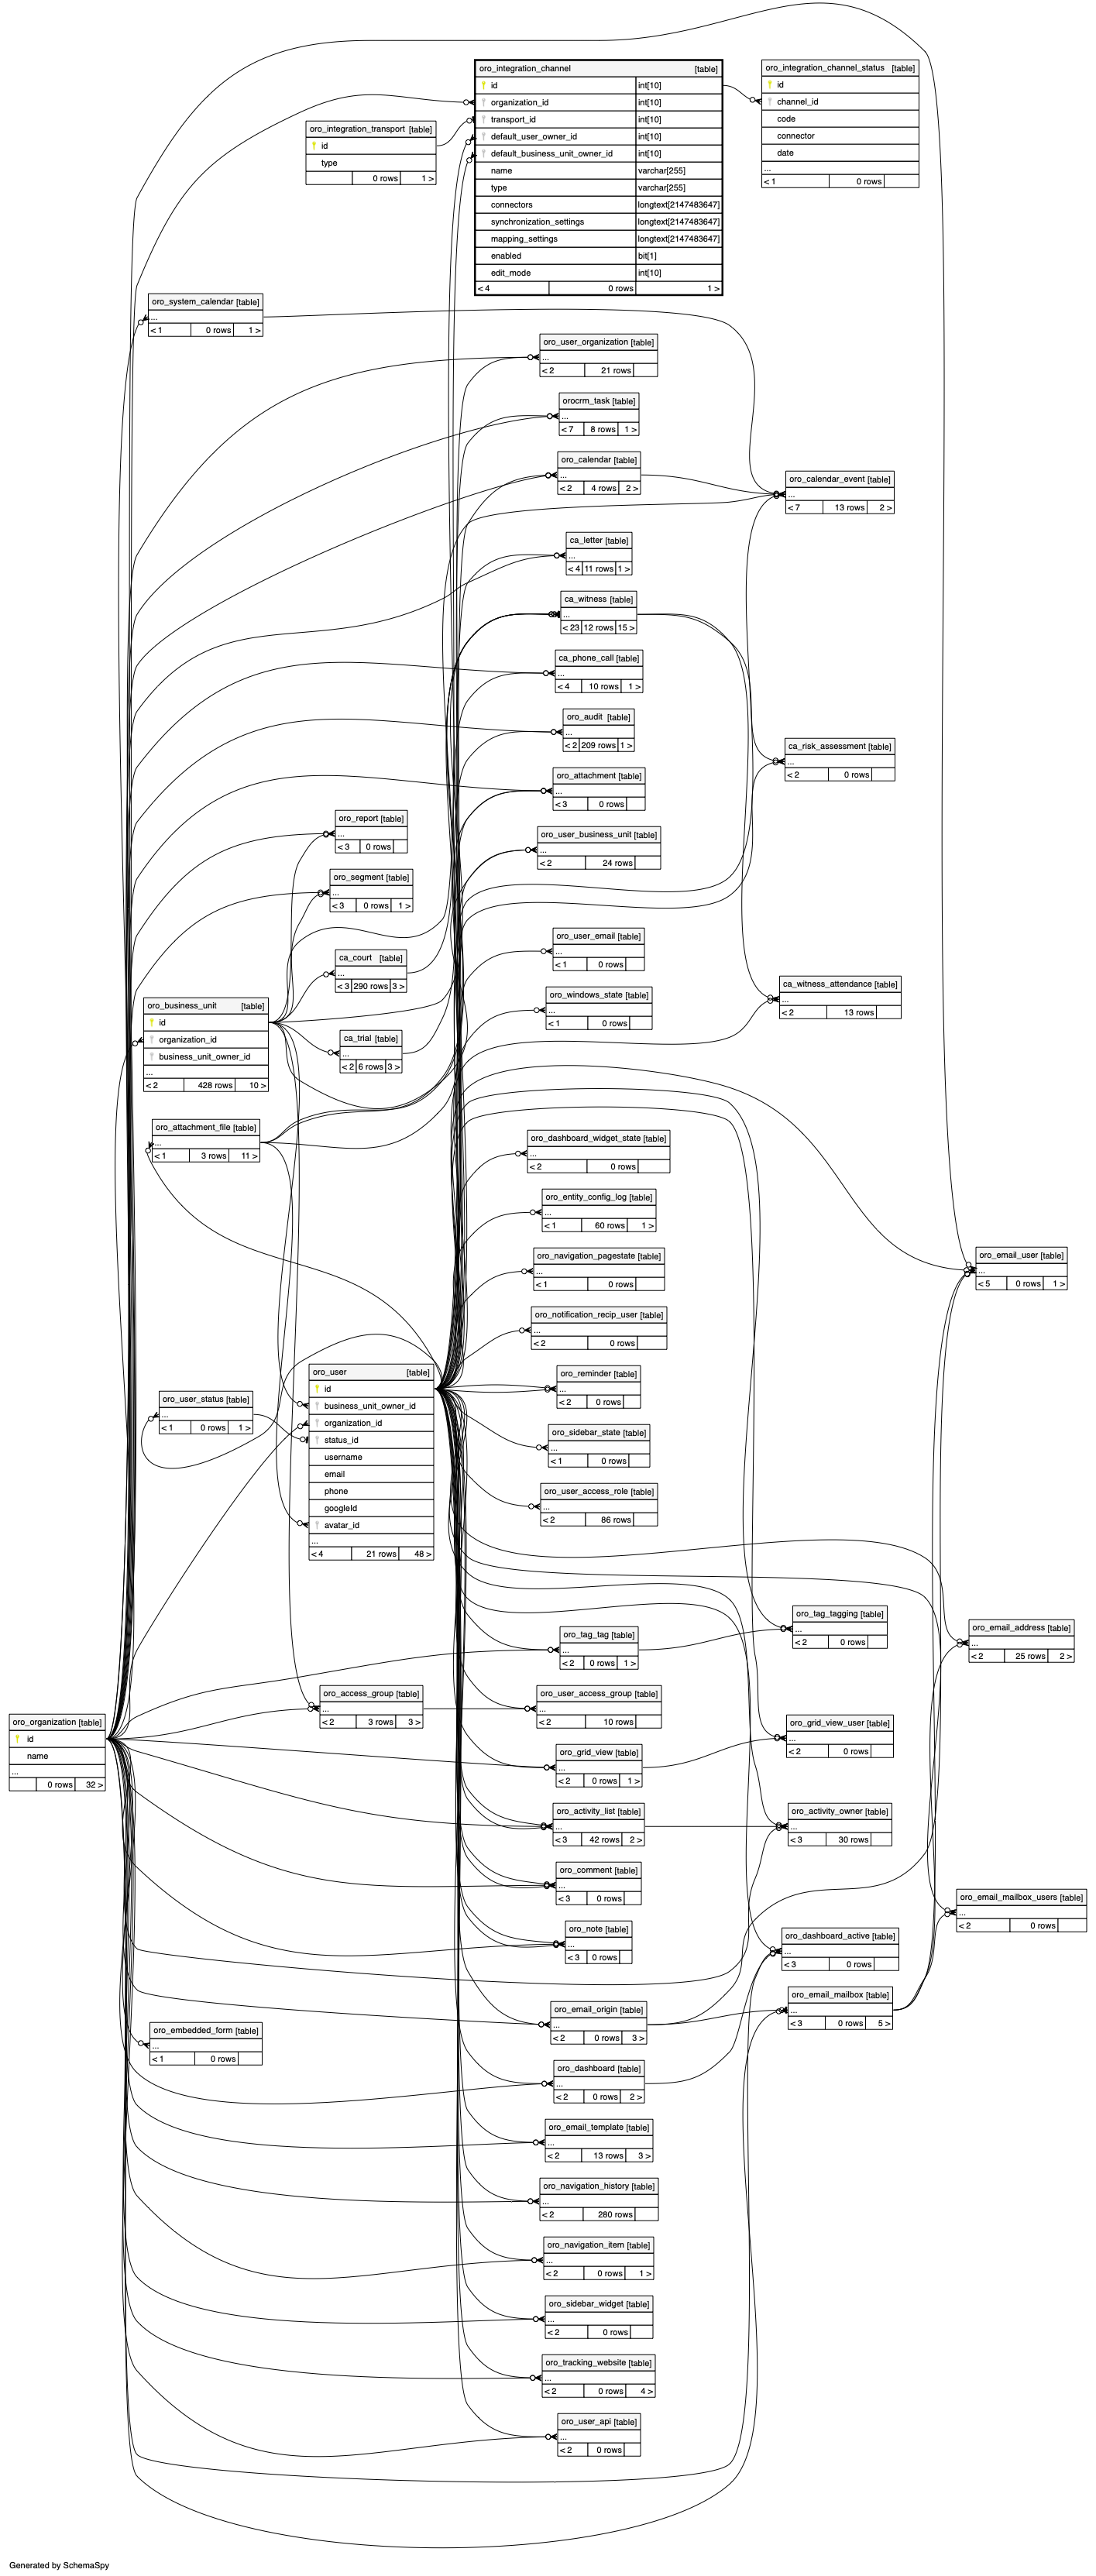 oro_integration_channel [table]
id int[10]
organization_id int[10]
transport_id int[10]
default_user_owner_id int[10]
default_business_unit_owner_id int[10]
name varchar[255]
type varchar[255]
connectors longtext[2147483647]
synchronization_settings longtext[2147483647]
mapping_settings longtext[2147483647]
enabled bit[1]
edit_mode int[10]
< 4 0 rows 1 >
oro_integration_channel_status [table]
id
channel_id
code
connector
date
...
< 1 0 rows
oro_integration_transport [table]
id
type
0 rows 1 >
oro_system_calendar [table]
...
< 1 0 rows 1 >
oro_user_organization [table]
...
< 2 21 rows
orocrm_task [table]
...
< 7 8 rows 1 >
oro_calendar [table]
...
< 2 4 rows 2 >
oro_calendar_event [table]
...
< 7 13 rows 2 >
ca_letter [table]
...
< 4 11 rows 1 >
ca_witness [table]
...
< 23 12 rows 15 >
ca_phone_call [table]
...
< 4 10 rows 1 >
oro_audit [table]
...
< 2 209 rows 1 >
ca_risk_assessment [table]
...
< 2 0 rows
oro_attachment [table]
...
< 3 0 rows
oro_report [table]
...
< 3 0 rows
oro_user_business_unit [table]
...
< 2 24 rows
oro_segment [table]
...
< 3 0 rows 1 >
oro_user_email [table]
...
< 1 0 rows
ca_court [table]
...
< 3 290 rows 3 >
ca_witness_attendance [table]
...
< 2 13 rows
oro_windows_state [table]
...
< 1 0 rows
oro_business_unit [table]
id
organization_id
business_unit_owner_id
...
< 2 428 rows 10 >
ca_trial [table]
...
< 2 6 rows 3 >
oro_attachment_file [table]
...
< 1 3 rows 11 >
oro_dashboard_widget_state [table]
...
< 2 0 rows
oro_entity_config_log [table]
...
< 1 60 rows 1 >
oro_navigation_pagestate [table]
...
< 1 0 rows
oro_email_user [table]
...
< 5 0 rows 1 >
oro_notification_recip_user [table]
...
< 2 0 rows
oro_reminder [table]
...
< 2 0 rows
oro_user [table]
id
business_unit_owner_id
organization_id
status_id
username
email
phone
googleId
avatar_id
...
< 4 21 rows 48 >
oro_user_status [table]
...
< 1 0 rows 1 >
oro_sidebar_state [table]
...
< 1 0 rows
oro_user_access_role [table]
...
< 2 86 rows
oro_tag_tagging [table]
...
< 2 0 rows
oro_email_address [table]
...
< 2 25 rows 2 >
oro_tag_tag [table]
...
< 2 0 rows 1 >
oro_access_group [table]
...
< 2 3 rows 3 >
oro_user_access_group [table]
...
< 2 10 rows
oro_organization [table]
id
name
...
0 rows 32 >
oro_grid_view_user [table]
...
< 2 0 rows
oro_grid_view [table]
...
< 2 0 rows 1 >
oro_activity_list [table]
...
< 3 42 rows 2 >
oro_activity_owner [table]
...
< 3 30 rows
oro_comment [table]
...
< 3 0 rows
oro_email_mailbox_users [table]
...
< 2 0 rows
oro_note [table]
...
< 3 0 rows
oro_dashboard_active [table]
...
< 3 0 rows
oro_email_mailbox [table]
...
< 3 0 rows 5 >
oro_email_origin [table]
...
< 2 0 rows 3 >
oro_embedded_form [table]
...
< 1 0 rows
oro_dashboard [table]
...
< 2 0 rows 2 >
oro_email_template [table]
...
< 2 13 rows 3 >
oro_navigation_history [table]
...
< 2 280 rows
oro_navigation_item [table]
...
< 2 0 rows 1 >
oro_sidebar_widget [table]
...
< 2 0 rows
oro_tracking_website [table]
...
< 2 0 rows 4 >
oro_user_api [table]
...
< 2 0 rows
Generated by SchemaSpy